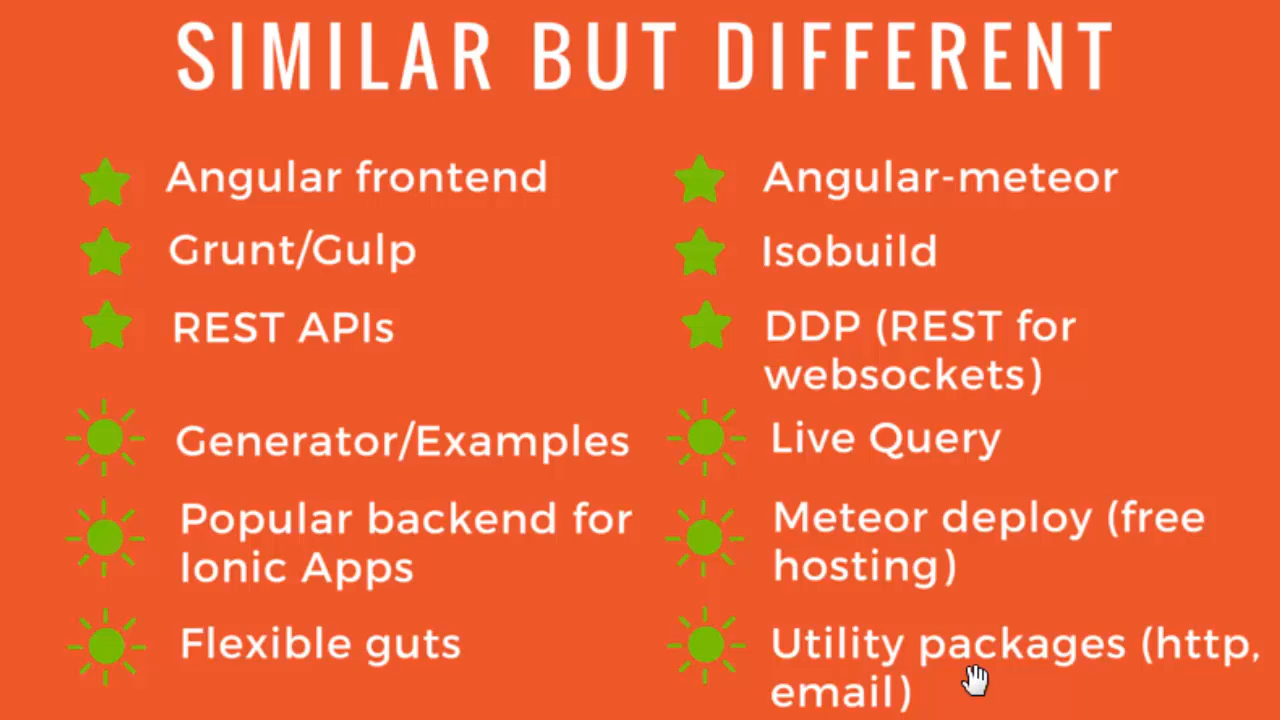 SIMILAR BUT DIFFERENT
Angular frontend
Grunt/Gulp
REST APIs
Generator/Examples
Popular backend for
Ionic Apps
Flexible guts
Angular-meteor
Isobuild
DDP (REST for
websockets)
Live Query
Meteor deploy (free
hosting)
Utility packages (http,
email)